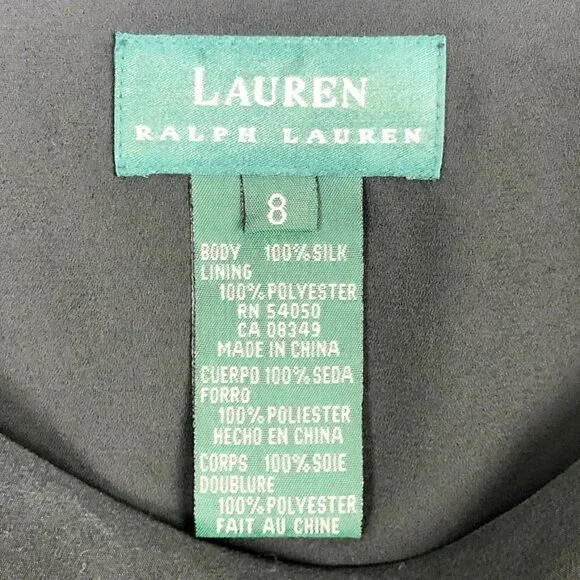 LAUREN
RALPH LAUREN
8
BODY 100% SILK
LINING
100% POLYESTER
RN 54050
CA 08349
MADE IN CHINA
CUERPO 100% SEDA
FORRO
100% POLIESTER
HECHO EN CHINA
CORPS 100% SOIE
DOUBLURE
100% POLYESTER
FAIT AU CHINE